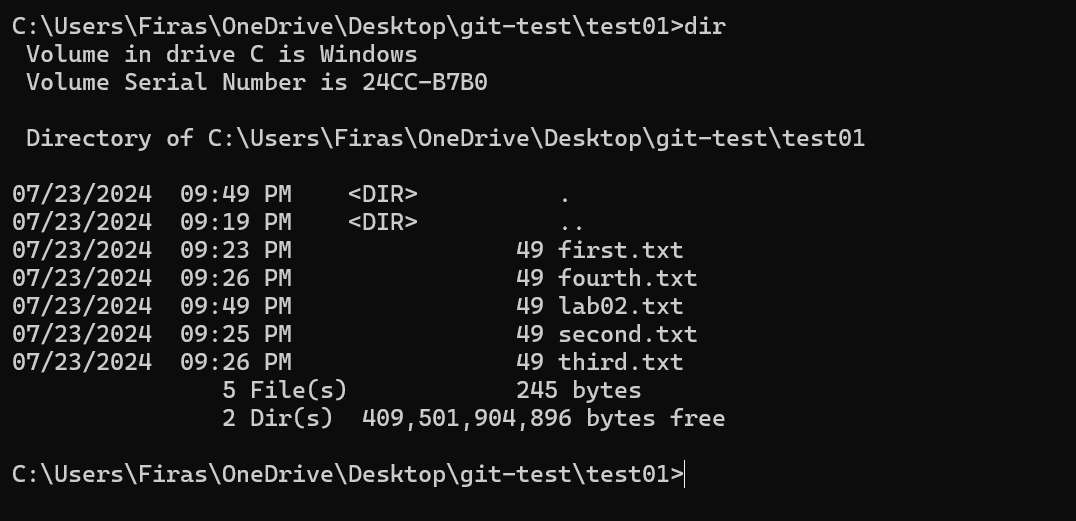 C:\Users\Firas\OneDrive\Desktop\git-test\test01>dir
 Volume in drive C is Windows
 Volume Serial Number is 24CC-B7B0

 Directory of C:\Users\Firas\OneDrive\Desktop\git-test\test01

07/23/2024  09:49 PM    <DIR>          .
07/23/2024  09:19 PM    <DIR>          ..
07/23/2024  09:23 PM                49 first.txt
07/23/2024  09:26 PM                49 fourth.txt
07/23/2024  09:49 PM                49 lab02.txt
07/23/2024  09:25 PM                49 second.txt
07/23/2024  09:26 PM                49 third.txt
               5 File(s)            245 bytes
               2 Dir(s)  409,501,904,896 bytes free

C:\Users\Firas\OneDrive\Desktop\git-test\test01>